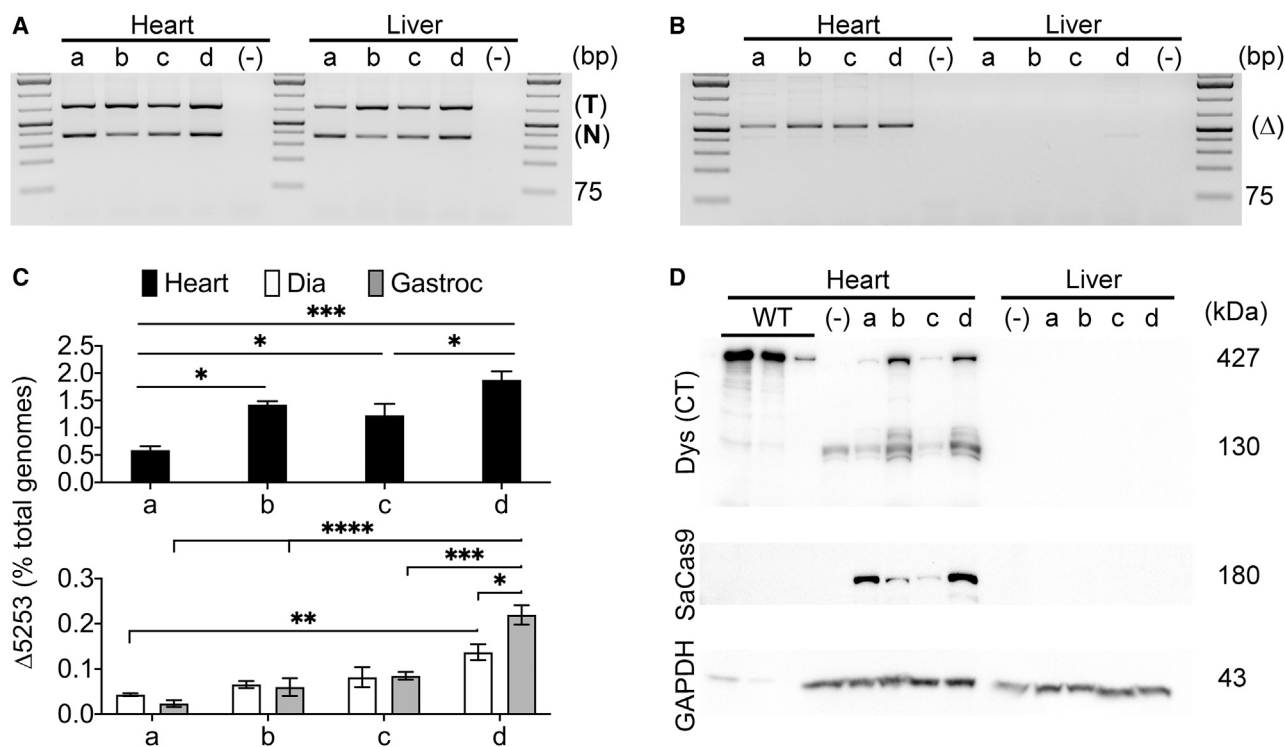 A
Heart
Liver
a b c d (-) a b c d (-) (bp)
(T)
(N)
75
B
Heart
Liver
a b c d (-) a b c d (-) (bp)
(Δ)
75
C
Heart Dia Gastroc
Δ5253 (% total genomes)
***
* *
*
2.5
2.0
1.5
1.0
0.5
0.0
a b c d
****
***
*
**
0.3
0.2
0.1
0.0
a b c d
D
Heart
Liver
WT (-) a b c d (-) a b c d (kDa)
Dys (CT)
427
130
SaCas9
180
GAPDH
43